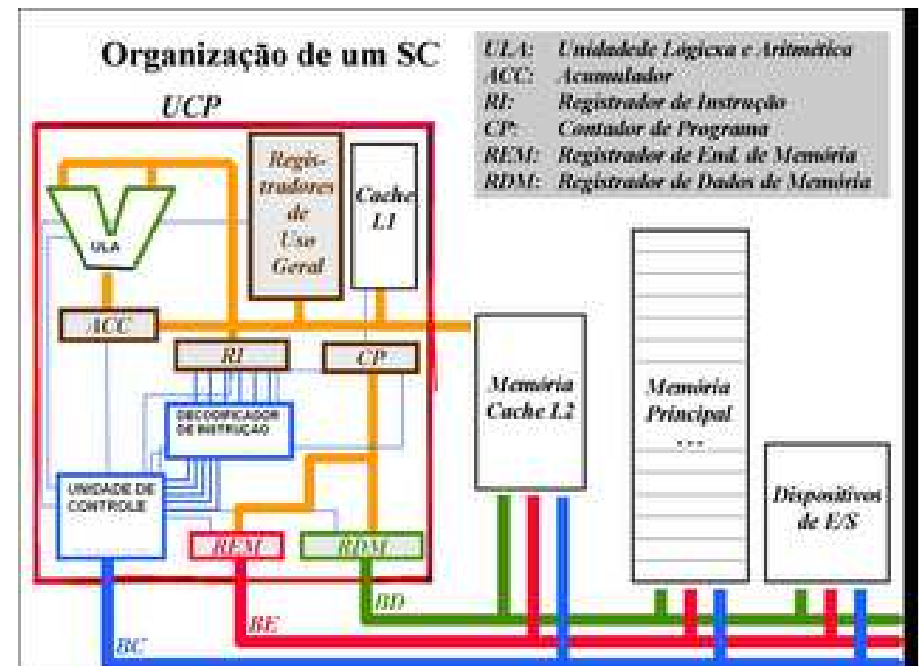 Organização de um SC
ULA: Unidadede Lógicxa e Aritmética
ACC: Acumulador
RI: Registrador de Instrução
CP: Contador de Programa
REM: Registrador de End. de Memória
RDM: Registrador de Dados de Memória
UCP
Regis-
tradores
de
Uso
Geral
Cache
L1
ULA
ACC
RI
CP
DECODIFICADOR
DE INSTRUÇÃO
UNIDADE DE
CONTROLE
REM
RDM
Memória
Cache L2
Memória
Principal
...
Dispositivos
de E/S
BD
BE
BC